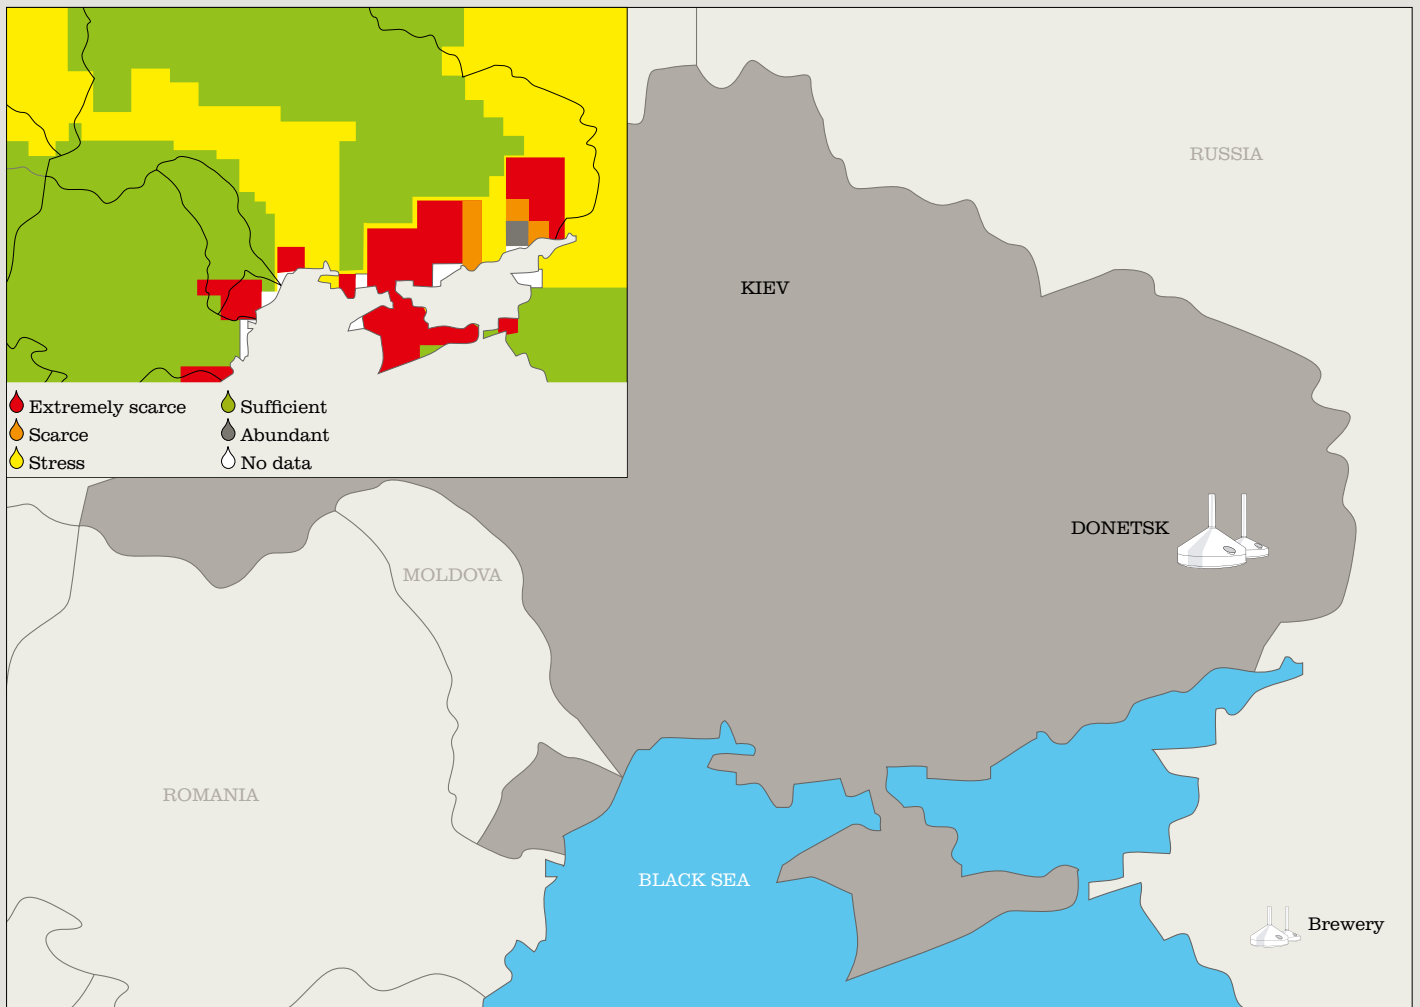 RUSSIA
KIEV
Extremely scarce
Scarce
Stress
Sufficient
Abundant
No data
DONETSK
MOLDOVA
ROMANIA
BLACK SEA
Brewery